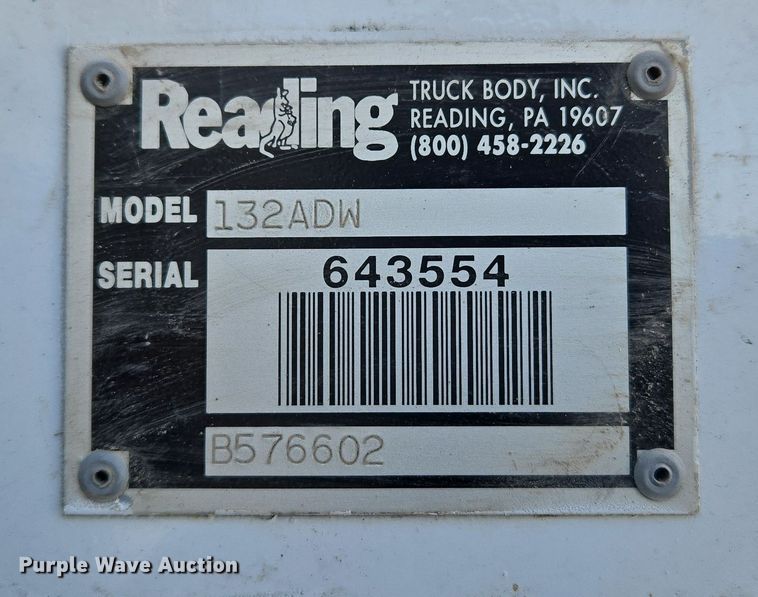 Reading
TRUCK BODY, INC.
READING, PA 19607
(800) 458-2226
MODEL 132ADW
SERIAL 643554
B576602
Purple Wave Auction